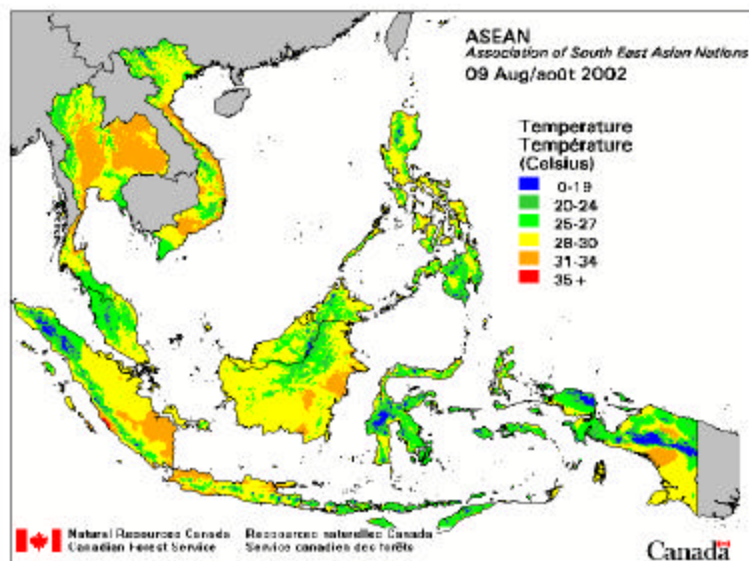 ASEAN
Association of South East Asian Nations
09 Aug/août 2002
Temperature
Température
(Celsius)
0-19
20-24
25-27
28-30
31-34
35+
Natural Resources Canada
Canadian Forest Service
Ressources naturelles Canada
Service canadien des forêts
Canada